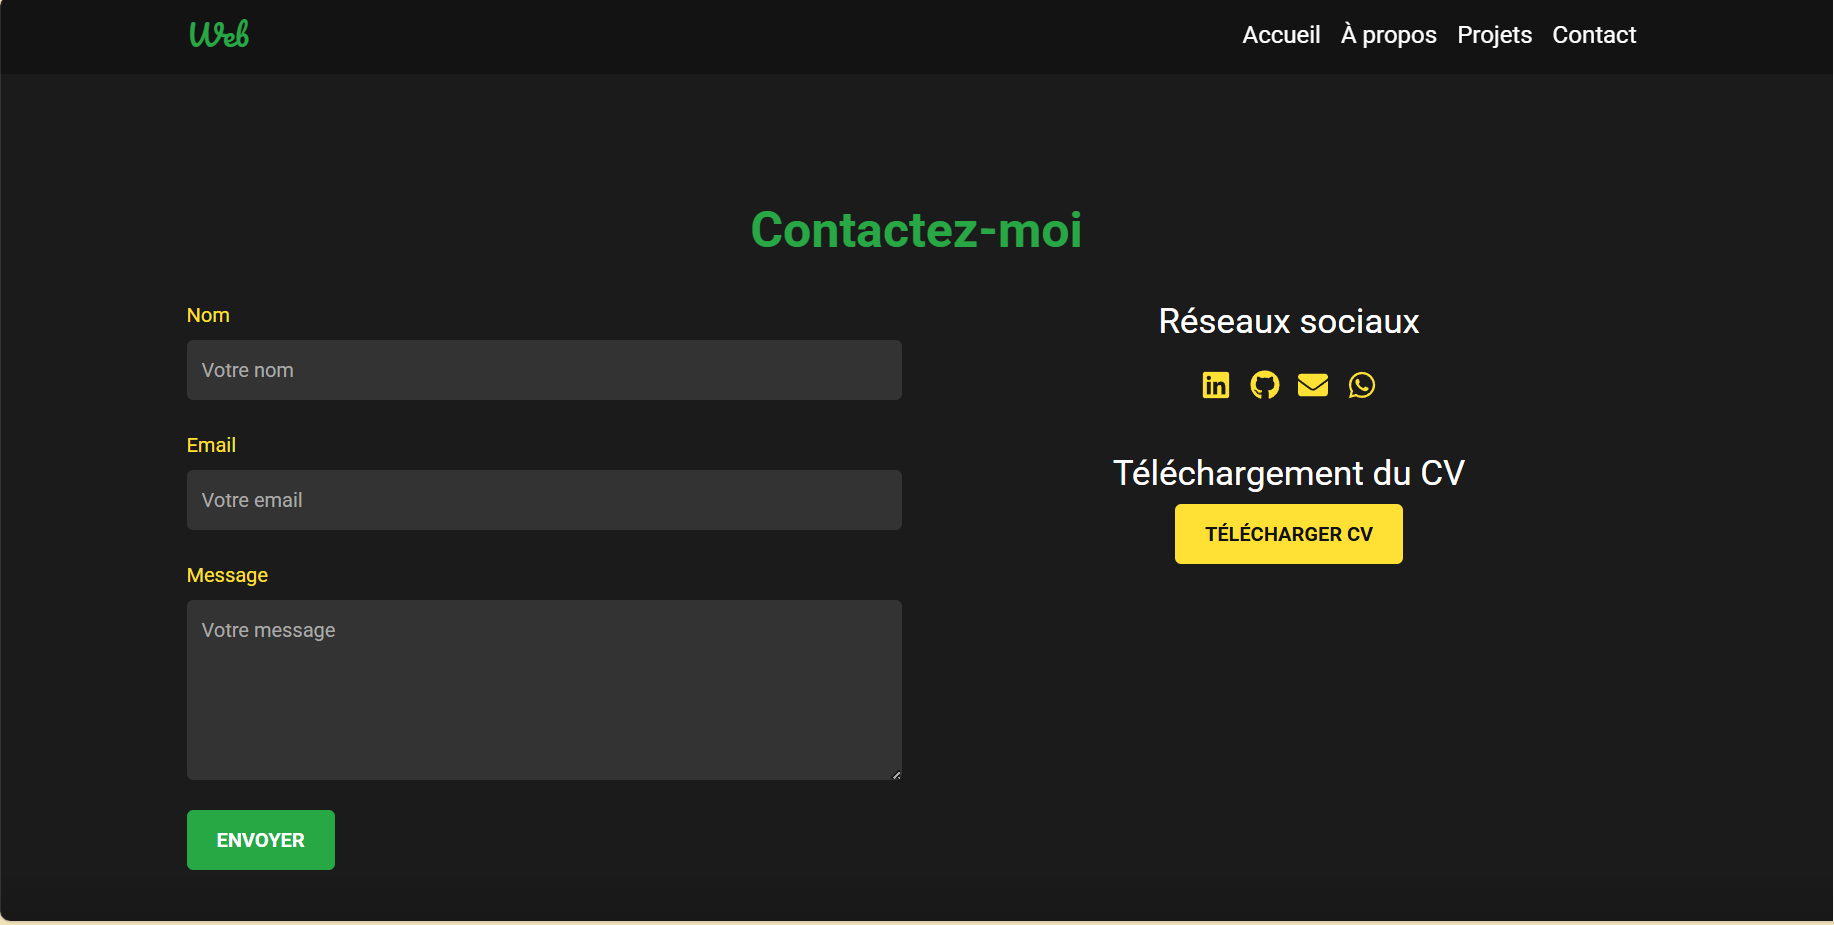 Web
Accueil À propos Projets Contact
Contactez-moi
Nom
Votre nom
Email
Votre email
Message
Votre message
ENVOYER
Réseaux sociaux
in
Téléchargement du CV
TÉLÉCHARGER CV